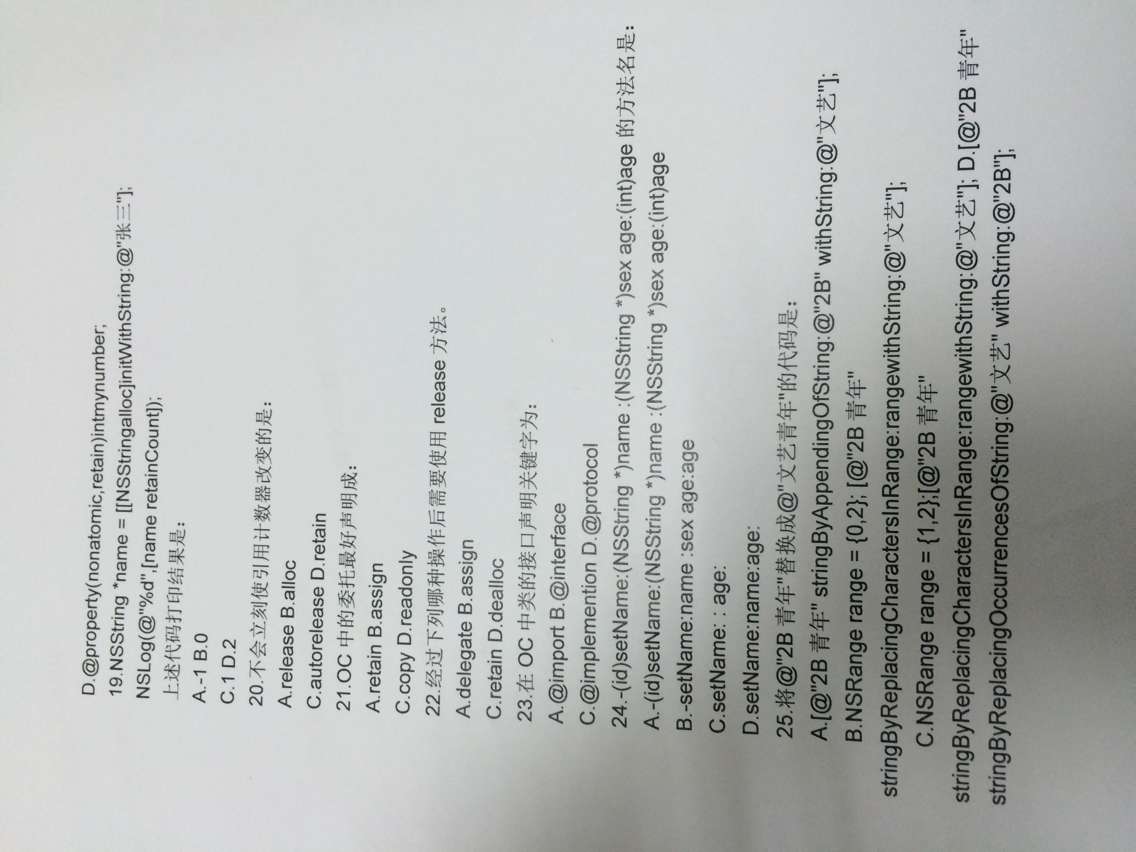 D.@property(nonatomic,retain)intmynumber;
19.NSString *name = [[NSStringalloc]initWithString:@"张三"];
NSLog(@"%d",[name retainCount]);
上述代码打印结果是：
A.-1 B.0
C.1 D.2
20.不会立刻使引用计数器改变的是：
A.release B.alloc
C.autorelease D.retain
21.OC 中的委托最好声明成：
A.retain B.assign
C.copy D.readonly
22.经过下列哪种操作后需要使用 release 方法。
A.delegate B.assign
C.retain D.dealloc
23.在 OC 中类的接口声明关键字为：
A.@import B.@interface
C.@implemention D.@protocol
24.-(id)setName:(NSString *)name :(NSString *)sex age:(int)age 的方法名是：
A.-(id)setName:(NSString *)name :(NSString *)sex age:(int)age
B.-setName:name :sex age:age
C.setName: : age:
D.setName:name:age:
25.将@"2B 青年"替换成@"文艺青年"的代码是：
A.[@"2B 青年" stringByAppendingOfString:@"2B" withString:@"文艺"];
B.NSRange range = {0,2}; [@"2B 青年"
stringByReplacingCharactersInRange:rangewithString:@"文艺"];
C.NSRange range = {1,2};[@"2B 青年"
stringByReplacingCharactersInRange:rangewithString:@"文艺"]; D.[@"2B 青年"
stringByReplacingOccurrencesOfString:@"文艺" withString:@"2B"];